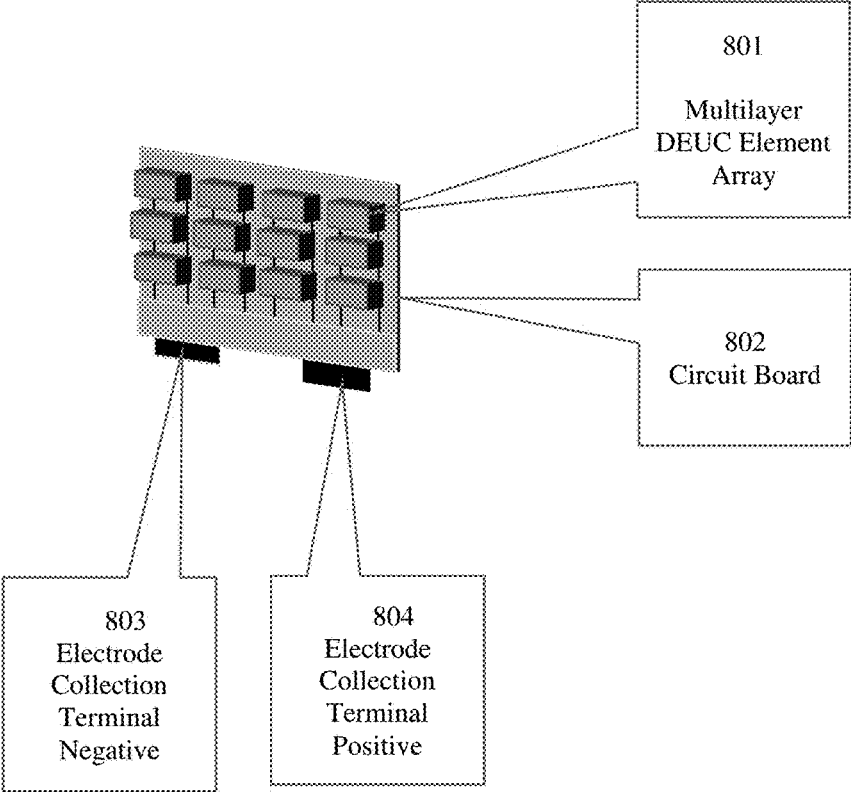 801
Multilayer
DEUC Element
Array
802
Circuit Board
803
Electrode
Collection
Terminal
Negative
804
Electrode
Collection
Terminal
Positive